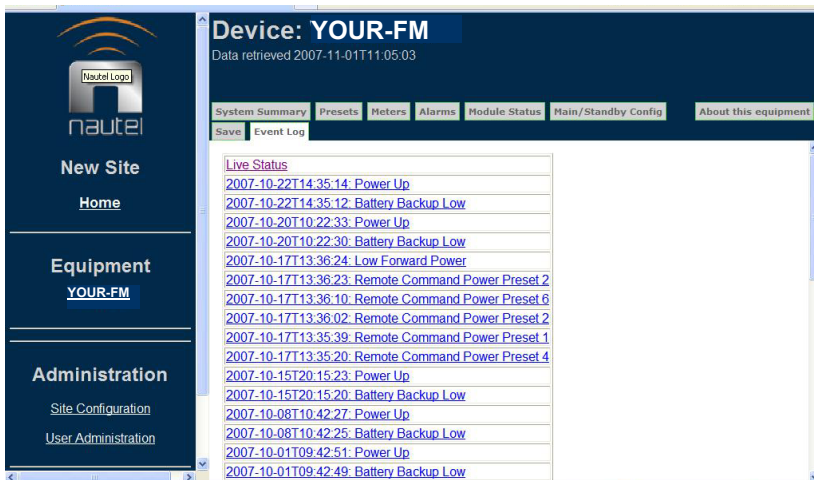 Device: YOUR-FM
Data retrieved 2007-11-01T11:05:03
Nautel Logo
nautel
New Site
Home
Equipment
YOUR-FM
Administration
Site Configuration
User Administration
System Summary Presets Meters Alarms Module Status Main/Standby Config About this equipment
Save Event Log
Live Status
2007-10-22T14:35:14: Power Up
2007-10-22T14:35:12: Battery Backup Low
2007-10-20T10:22:33: Power Up
2007-10-20T10:22:30: Battery Backup Low
2007-10-17T13:36:24: Low Forward Power
2007-10-17T13:36:23: Remote Command Power Preset 2
2007-10-17T13:36:10: Remote Command Power Preset 6
2007-10-17T13:36:02: Remote Command Power Preset 2
2007-10-17T13:35:39: Remote Command Power Preset 1
2007-10-17T13:35:20: Remote Command Power Preset 4
2007-10-15T20:15:23: Power Up
2007-10-15T20:15:20: Battery Backup Low
2007-10-08T10:42:27: Power Up
2007-10-08T10:42:25: Battery Backup Low
2007-10-01T09:42:51: Power Up
2007-10-01T09:42:49: Battery Backup Low